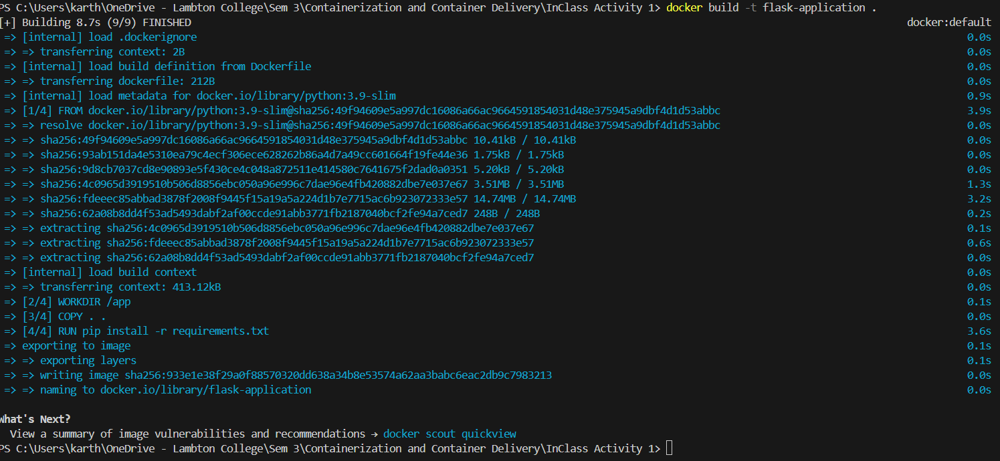 PS C:\Users\karth\OneDrive - Lambton College\Sem 3\Containerization and Container Delivery\InClass Activity 1> docker build -t flask-application .
[+] Building 8.7s (9/9) FINISHED docker:default
=> [internal] load .dockerignore 0.0s
=> => transferring context: 2B 0.0s
=> [internal] load build definition from Dockerfile 0.0s
=> => transferring dockerfile: 212B 0.0s
=> [internal] load metadata for docker.io/library/python:3.9-slim 0.9s
=> [1/4] FROM docker.io/library/python:3.9-slim@sha256:49f94609e5a997dc16086a66ac9664591854031d48e375945a9dbf4d1d53abbc 3.9s
=> => resolve docker.io/library/python:3.9-slim@sha256:49f94609e5a997dc16086a66ac9664591854031d48e375945a9dbf4d1d53abbc 0.0s
=> => sha256:49f94609e5a997dc16086a66ac9664591854031d48e375945a9dbf4d1d53abbc 10.41kB / 10.41kB 0.0s
=> => sha256:93ab151da4e5310ea79c4ecf306ece628262b86a4d7a49cc601664f19fe44e36 1.75kB / 1.75kB 0.0s
=> => sha256:9d8cb7037cd8e90893e5f430ce4c048a872511e414580c7641675f2dad0a0351 5.20kB / 5.20kB 0.0s
=> => sha256:4c0965d3919510b506d8856ebc050a96e996c7dae96e4fb420882dbe7e037e67 3.51MB / 3.51MB 1.3s
=> => sha256:fdeeec85abbad3878f2008f9445f15a19a5a224d1b7e7715ac6b923072333e57 14.74MB / 14.74MB 3.2s
=> => sha256:62a08b8dd4f53ad5493dabf2af00ccde91abb3771fb2187040bcf2fe94a7ced7 248B / 248B 0.2s
=> => extracting sha256:4c0965d3919510b506d8856ebc050a96e996c7dae96e4fb420882dbe7e037e67 0.1s
=> => extracting sha256:fdeeec85abbad3878f2008f9445f15a19a5a224d1b7e7715ac6b923072333e57 0.6s
=> => extracting sha256:62a08b8dd4f53ad5493dabf2af00ccde91abb3771fb2187040bcf2fe94a7ced7 0.0s
=> [internal] load build context 0.0s
=> => transferring context: 413.12kB 0.0s
=> [2/4] WORKDIR /app 0.1s
=> [3/4] COPY . . 0.0s
=> [4/4] RUN pip install -r requirements.txt 3.6s
=> exporting to image 0.1s
=> => exporting layers 0.1s
=> => writing image sha256:933e1e38f29a0f88570320dd638a34b8e53574a62aa3babc6eac2db9c7983213 0.0s
=> => naming to docker.io/library/flask-application 0.0s
What's Next?
View a summary of image vulnerabilities and recommendations → docker scout quickview
PS C:\Users\karth\OneDrive - Lambton College\Sem 3\Containerization and Container Delivery\InClass Activity 1>